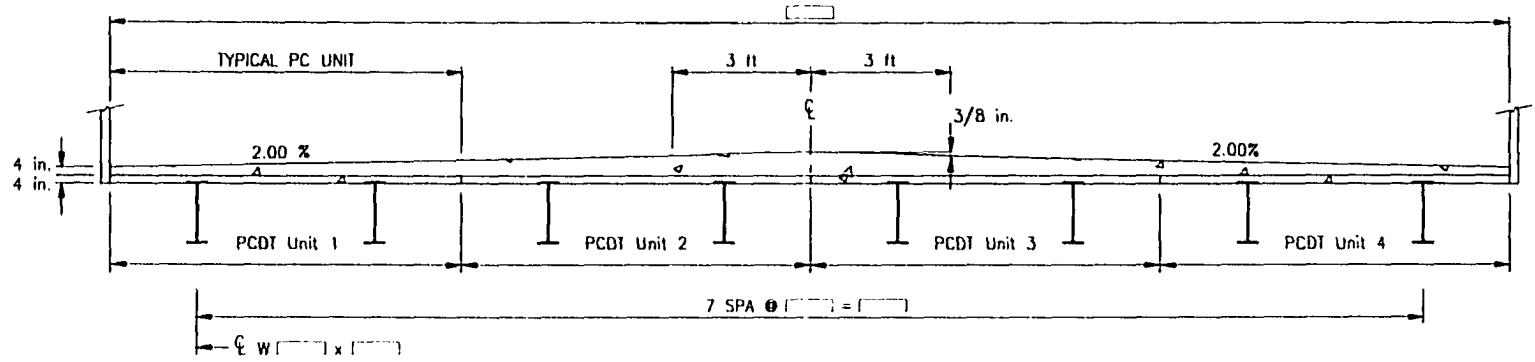 TYPICAL PC UNIT
3 ft
3 ft
℄
3/8 in.
2.00 %
2.00%
4 in.
4 in.
PCDT Unit 1
PCDT Unit 2
PCDT Unit 3
PCDT Unit 4
7 SPA @ =
℄ W x